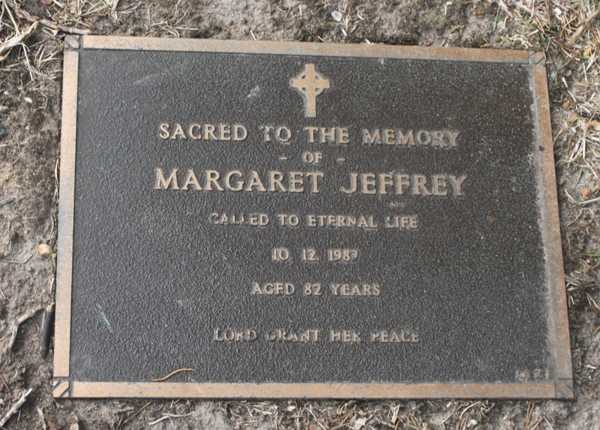 SACRED TO THE MEMORY
- OF -
MARGARET JEFFREY
CALLED TO ETERNAL LIFE
10. 12. 1987
AGED 82 YEARS
LORD GRANT HER PEACE